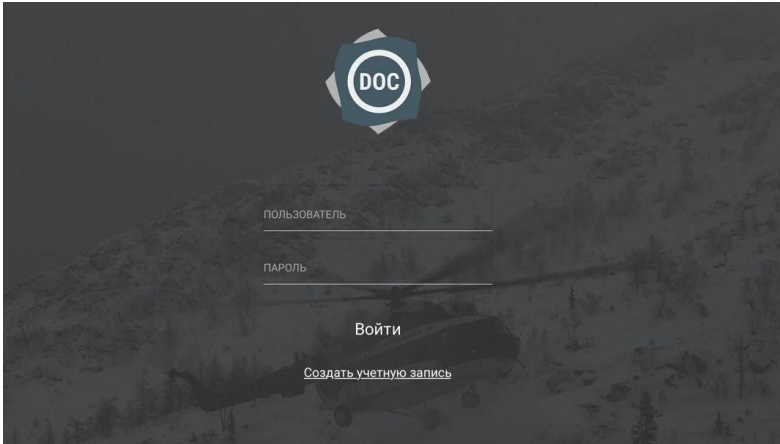 DOC
ПОЛЬЗОВАТЕЛЬ
ПАРОЛЬ
Войти
Создать учетную запись